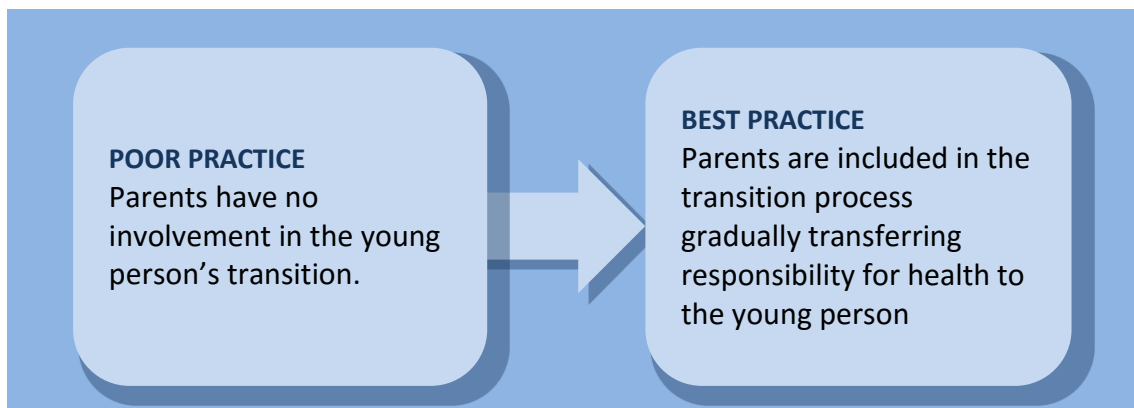 POOR PRACTICE
Parents have no
involvement in the young
person’s transition.
BEST PRACTICE
Parents are included in the
transition process
gradually transferring
responsibility for health to
the young person